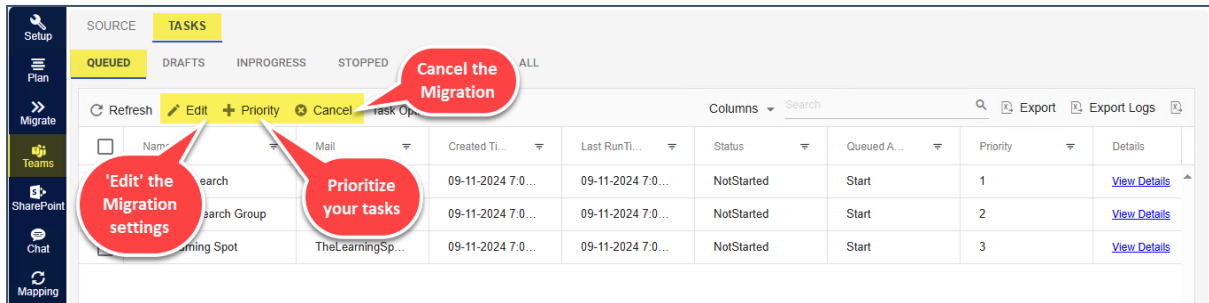 Setup
Plan
Migrate
Teams
SharePoint
Chat
Mapping
SOURCE TASKS
QUEUED DRAFTS INPROGRESS STOPPED ALL
Cancel the
Migration
Refresh Edit Priority Cancel Task Opt
Columns Search Export Export Logs
Nam Mail Created Ti... Last RunTi... Status Queued A... Priority Details
earch 09-11-2024 7:0... 09-11-2024 7:0... NotStarted Start 1 View Details
earch Group 09-11-2024 7:0... 09-11-2024 7:0... NotStarted Start 2 View Details
rning Spot TheLearningSp... 09-11-2024 7:0... 09-11-2024 7:0... NotStarted Start 3 View Details
'Edit' the
Migration
settings
Prioritize
your tasks